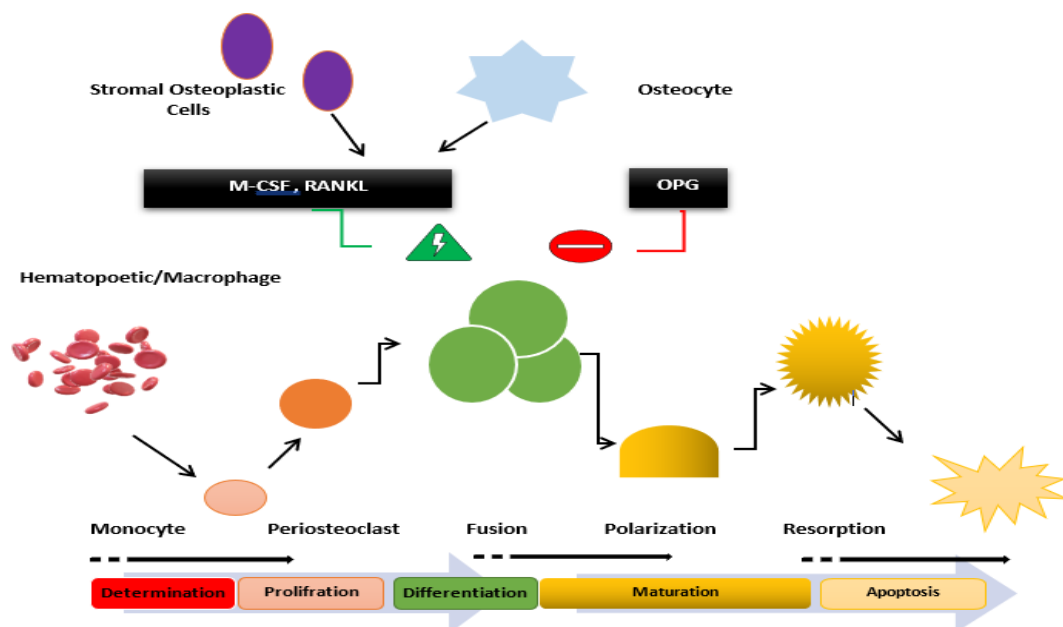 Stromal Osteoplastic
Cells
Osteocyte
M-CSF, RANKL
OPG
Hematopoetic/Macrophage
Monocyte
Periosteoclast
Fusion
Polarization
Resorption
Determination
Prolifration
Differentiation
Maturation
Apoptosis